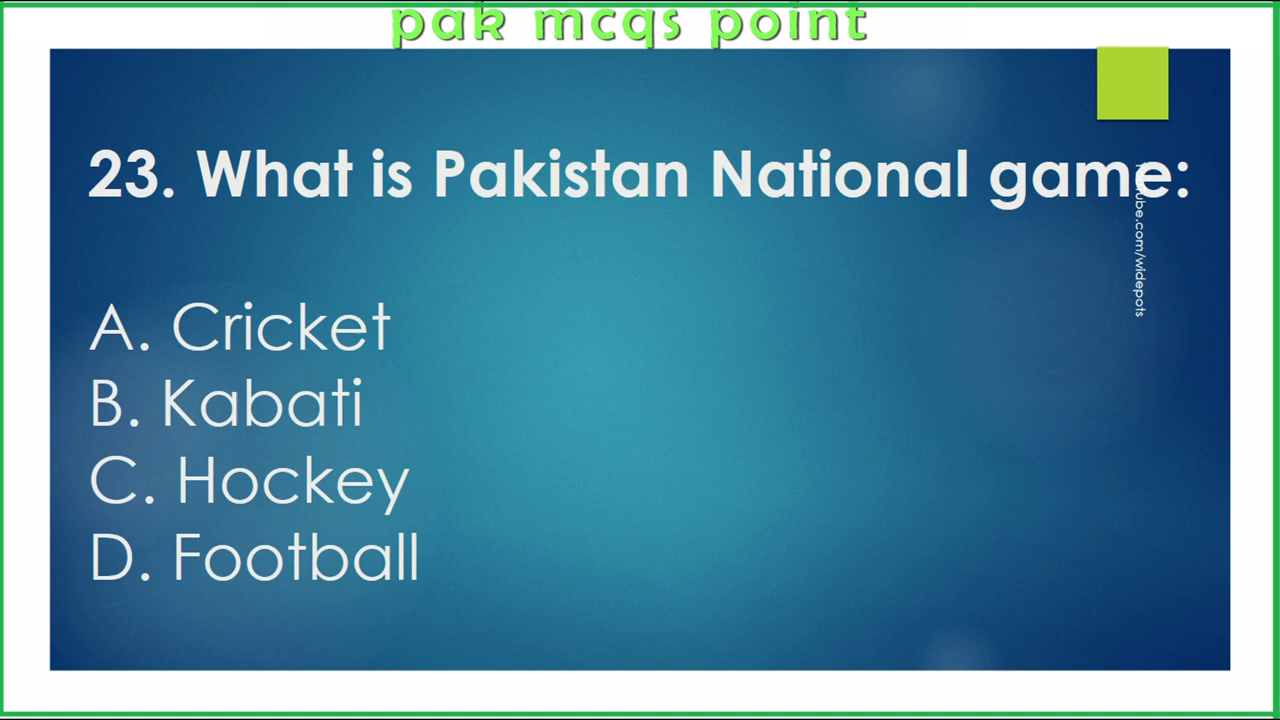 pak mcqs point
23. What is Pakistan National game:
A. Cricket
B. Kabati
C. Hockey
D. Football